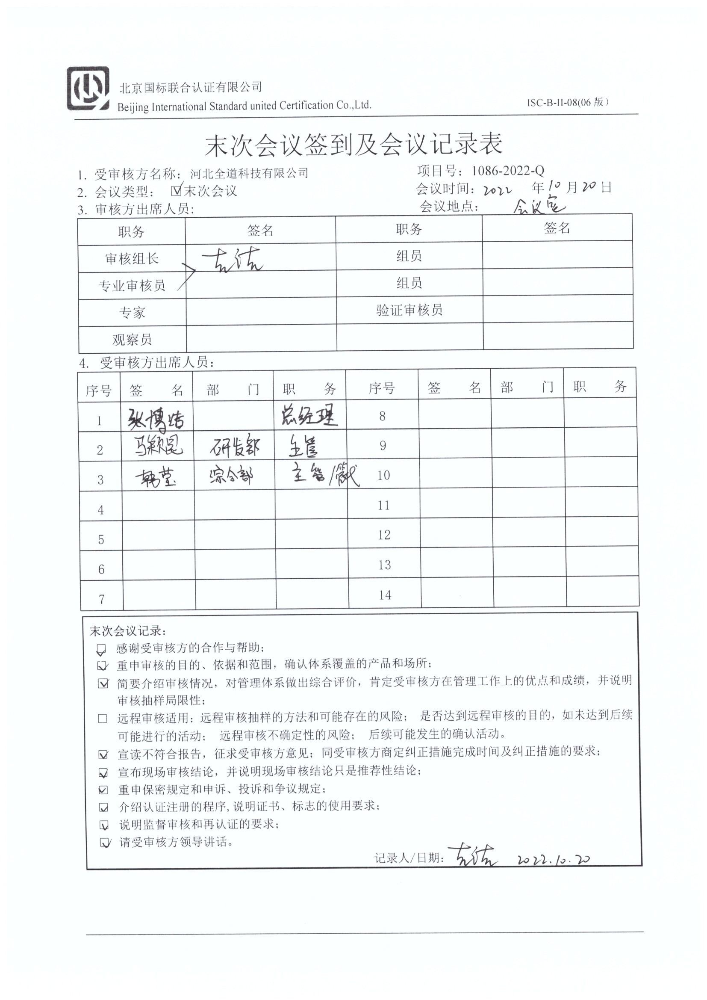 北京国标联合认证有限公司
Beijing International Standard united Certification Co.,Ltd.
ISC-B-II-08(06 版)
末次会议签到及会议记录表
1. 受审核方名称：河北全道科技有限公司 项目号：1086-2022-Q
2. 会议类型： ☑末次会议 会议时间：2022 年 10 月 20 日
3. 审核方出席人员: 会议地点： 会议室
职务 签名 职务 签名
审核组长 组员
专业审核员 组员
专家 验证审核员
观察员
4. 受审核方出席人员：
序号 签 名 部 门 职 务 序号 签 名 部 门 职 务
1 总经理 8
2 马颖昆 研发部 主管 9
3 韩莹 综合部 主管/管代 10
4 11
5 12
6 13
7 14
末次会议记录：
☑ 感谢受审核方的合作与帮助；
☑ 重申审核的目的、依据和范围，确认体系覆盖的产品和场所；
☑ 简要介绍审核情况，对管理体系做出综合评价，肯定受审核方在管理工作上的优点和成绩，并说明
审核抽样局限性；
☐ 远程审核适用：远程审核抽样的方法和可能存在的风险； 是否达到远程审核的目的，如未达到后续
可能进行的活动； 远程审核不确定性的风险； 后续可能发生的确认活动。
☑ 宣读不符合报告，征求受审核方意见；同受审核方商定纠正措施完成时间及纠正措施的要求；
☑ 宣布现场审核结论，并说明现场审核结论只是推荐性结论；
☑ 重申保密规定和申诉、投诉和争议规定；
☑ 介绍认证注册的程序,说明证书、标志的使用要求；
☑ 说明监督审核和再认证的要求；
☑ 请受审核方领导讲话。
记录人/日期： 2022.10.20